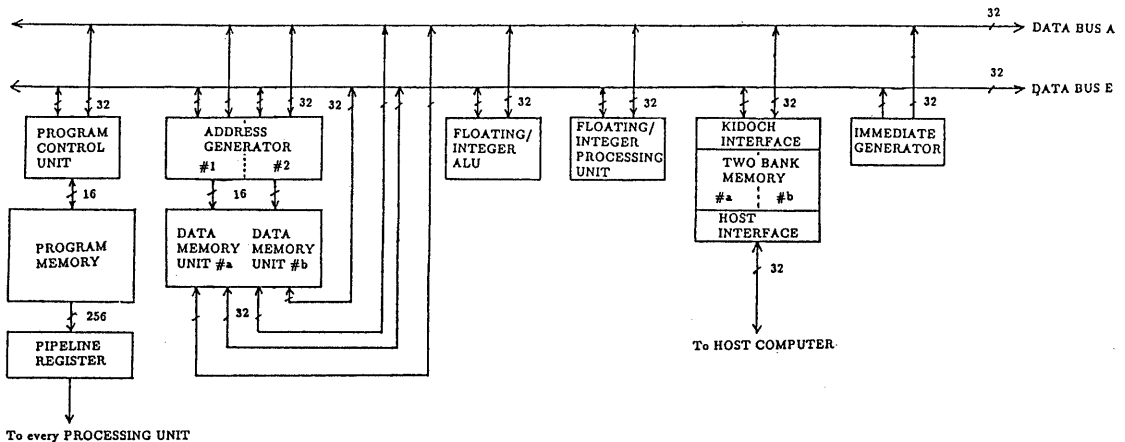 32
DATA BUS A
32
DATA BUS E
32
32
32
32
32
32
32
PROGRAM
CONTROL
UNIT
ADDRESS
GENERATOR
#1 #2
FLOATING/
INTEGER
ALU
FLOATING/
INTEGER
PROCESSING
UNIT
KIDOCH
INTERFACE
TWO BANK
MEMORY
#a #b
HOST
INTERFACE
IMMEDIATE
GENERATOR
16
16
PROGRAM
MEMORY
DATA
MEMORY
UNIT #a
DATA
MEMORY
UNIT #b
32
32
256
PIPELINE
REGISTER
To HOST COMPUTER
To every PROCESSING UNIT